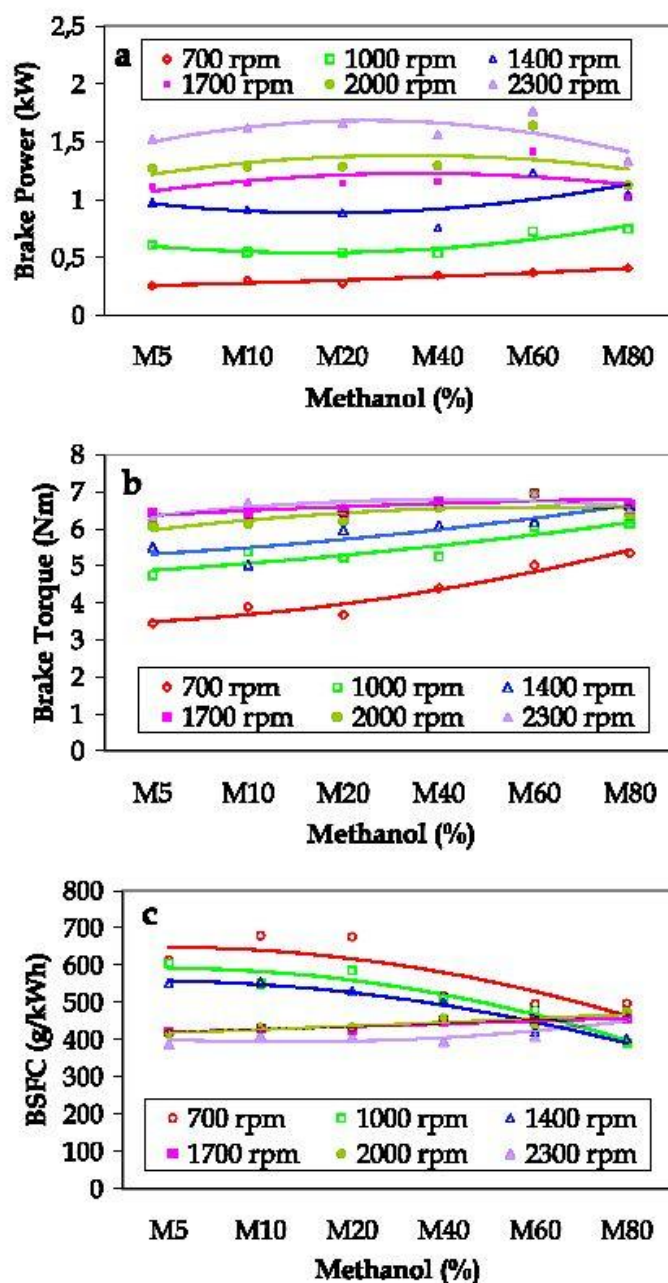 2,5
a
700 rpm 1000 rpm 1400 rpm
1700 rpm 2000 rpm 2300 rpm
2
1,5
1
0,5
0
Brake Power (kW)
M5 M10 M20 M40 M60 M80
Methanol (%)
8
b
7
6
5
4
3
2
1
0
Brake Torque (Nm)
700 rpm 1000 rpm 1400 rpm
1700 rpm 2000 rpm 2300 rpm
M5 M10 M20 M40 M60 M80
Methanol (%)
800
c
700
600
500
400
300
200
100
0
BSFC (g/kWh)
700 rpm 1000 rpm 1400 rpm
1700 rpm 2000 rpm 2300 rpm
M5 M10 M20 M40 M60 M80
Methanol (%)